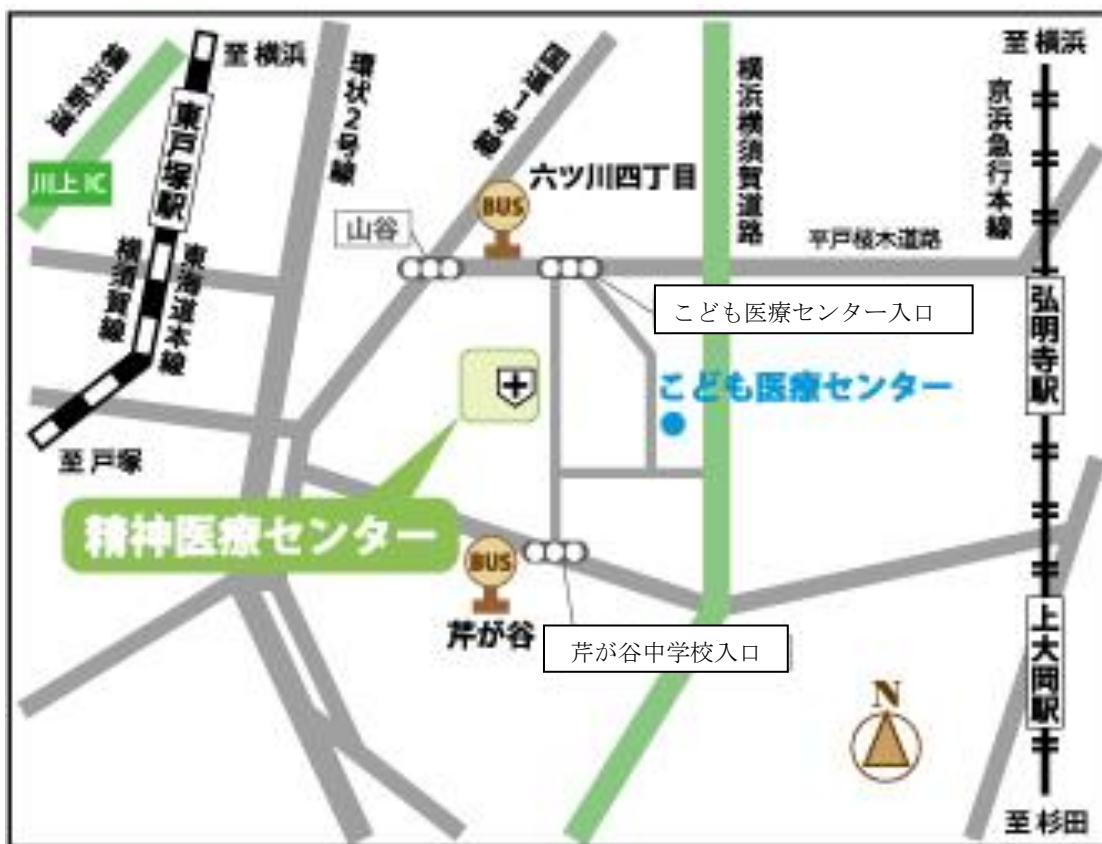 至 横浜
横浜新道
東戸塚駅
川上 IC
横須賀線
東海道本線
至 戸塚
環状2号線
国道1号線
山谷
BUS
六ツ川四丁目
横浜横須賀道路
至 横浜
京浜急行本線
平戸桜木道路
こども医療センター入口
弘明寺駅
こども医療センター
精神医療センター
BUS
芹が谷
芹が谷中学校入口
上大岡駅
N
至 杉田